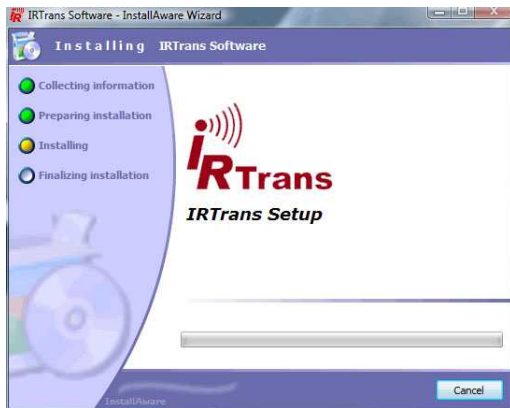 IRTrans Software - InstallAware Wizard
Installing IRTrans Software
Collecting information
Preparing installation
Installing
Finalizing installation
iRTrans
IRTrans Setup
InstallAware
Cancel